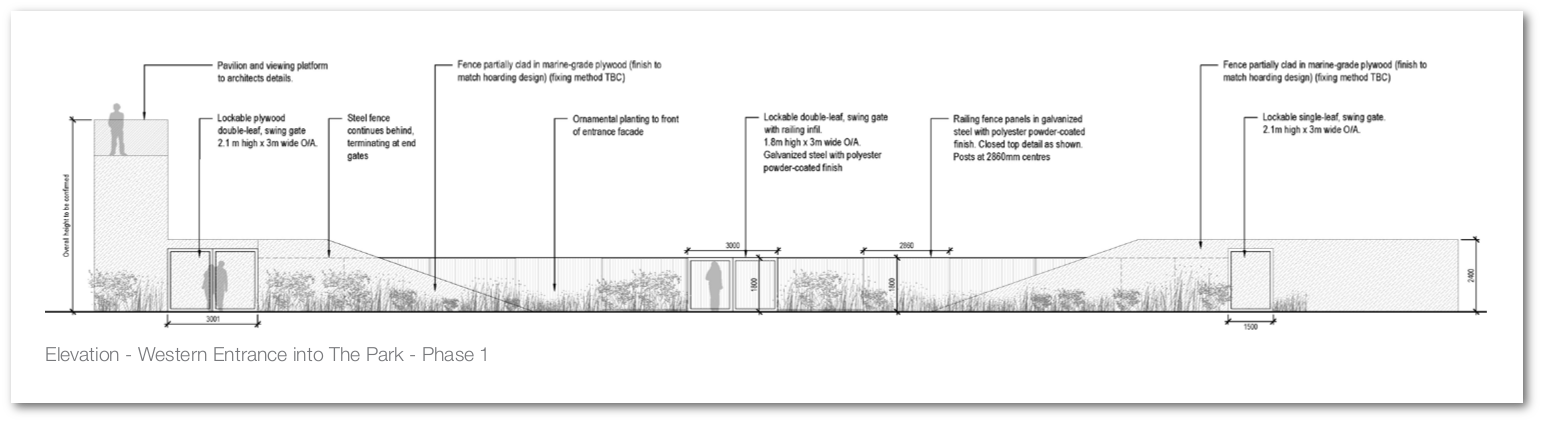 Pavilion and viewing platform
to architects details.
Fence partially clad in marine-grade plywood (finish to
match hoarding design) (fixing method TBC)
Fence partially clad in marine-grade plywood (finish to
match hoarding design) (fixing method TBC)
Lockable plywood
double-leaf, swing gate
2.1 m high x 3m wide O/A.
Steel fence
continues behind,
terminating at end
gates
Ornamental planting to front
of entrance facade
Lockable double-leaf, swing gate
with railing infil.
1.8m high x 3m wide O/A.
Galvanized steel with polyester
powder-coated finish
Railing fence panels in galvanized
steel with polyester powder-coated
finish. Closed top detail as shown.
Posts at 2860mm centres
Lockable single-leaf, swing gate.
2.1m high x 3m wide O/A.
Overall height to be confirmed
3000
2860
1800
1800
2400
3001
1500
Elevation - Western Entrance into The Park - Phase 1